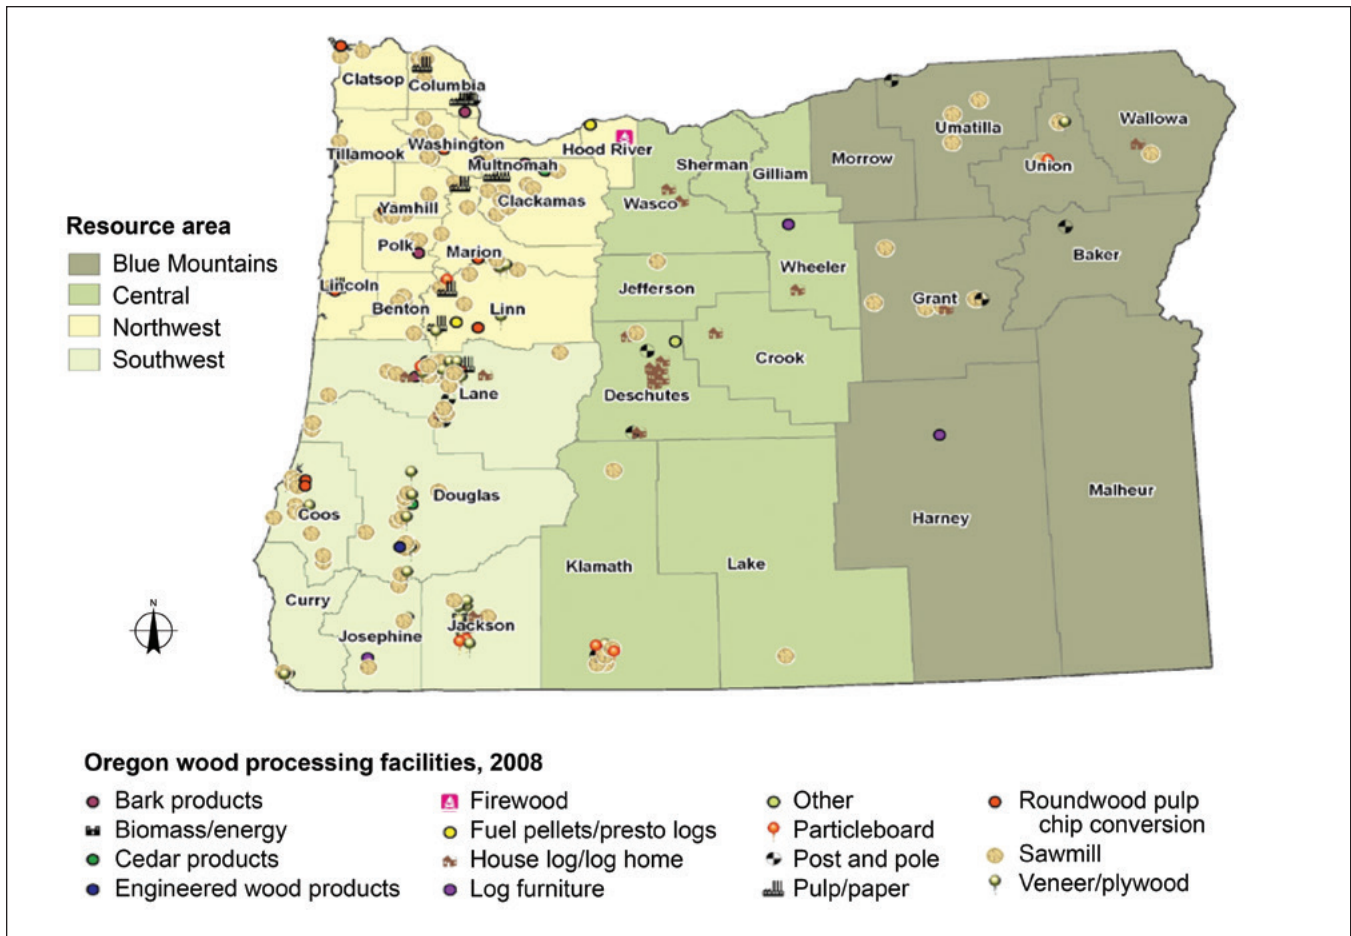 Clatsop
Columbia
Washington
Tillamook
Multnomah
Hood River
Sherman
Gilliam
Morrow
Umatilla
Wallowa
Union
Yamhill
Clackamas
Wasco
Polk
Marion
Wheeler
Baker
Lincoln
Benton
Linn
Jefferson
Grant
Crook
Lane
Deschutes
Douglas
Coos
Malheur
Harney
Klamath
Lake
Curry
Josephine
Jackson
N
Resource area
Blue Mountains
Central
Northwest
Southwest
Oregon wood processing facilities, 2008
Bark products
Biomass/energy
Cedar products
Engineered wood products
Firewood
Fuel pellets/presto logs
House log/log home
Log furniture
Other
Particleboard
Post and pole
Pulp/paper
Roundwood pulp
chip conversion
Sawmill
Veneer/plywood